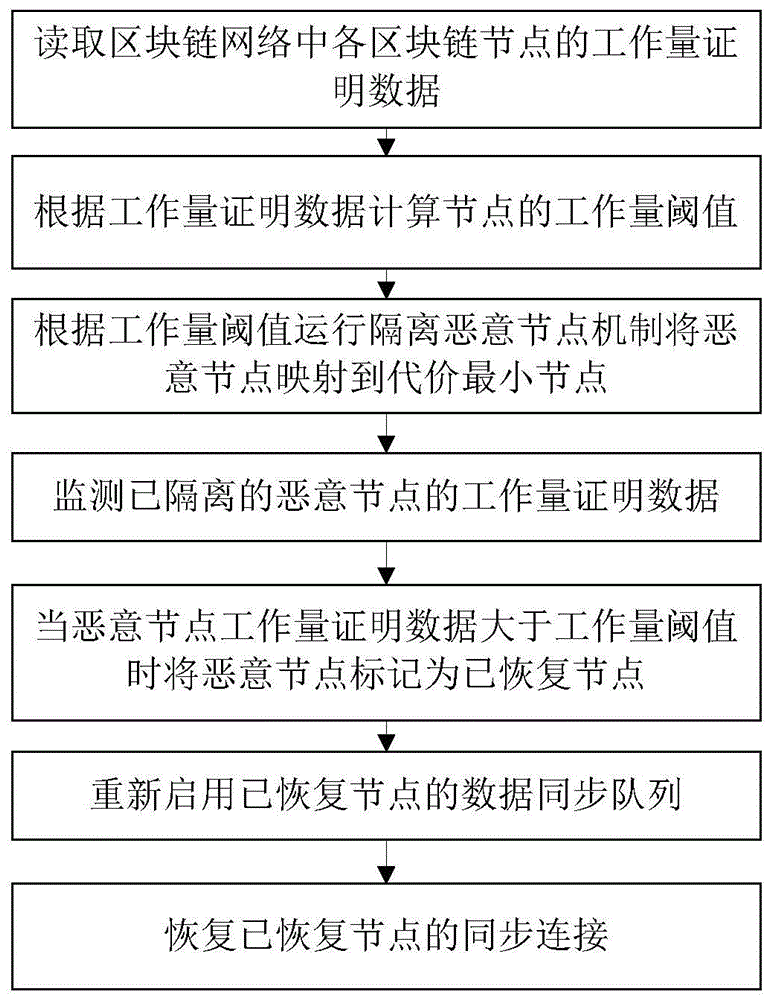 读取区块链网络中各区块链节点的工作量证
明数据
根据工作量证明数据计算节点的工作量阈值
根据工作量阈值运行隔离恶意节点机制将恶
意节点映射到代价最小节点
监测已隔离的恶意节点的工作量证明数据
当恶意节点工作量证明数据大于工作量阈值
时将恶意节点标记为已恢复节点
重新启用已恢复节点的数据同步队列
恢复已恢复节点的同步连接